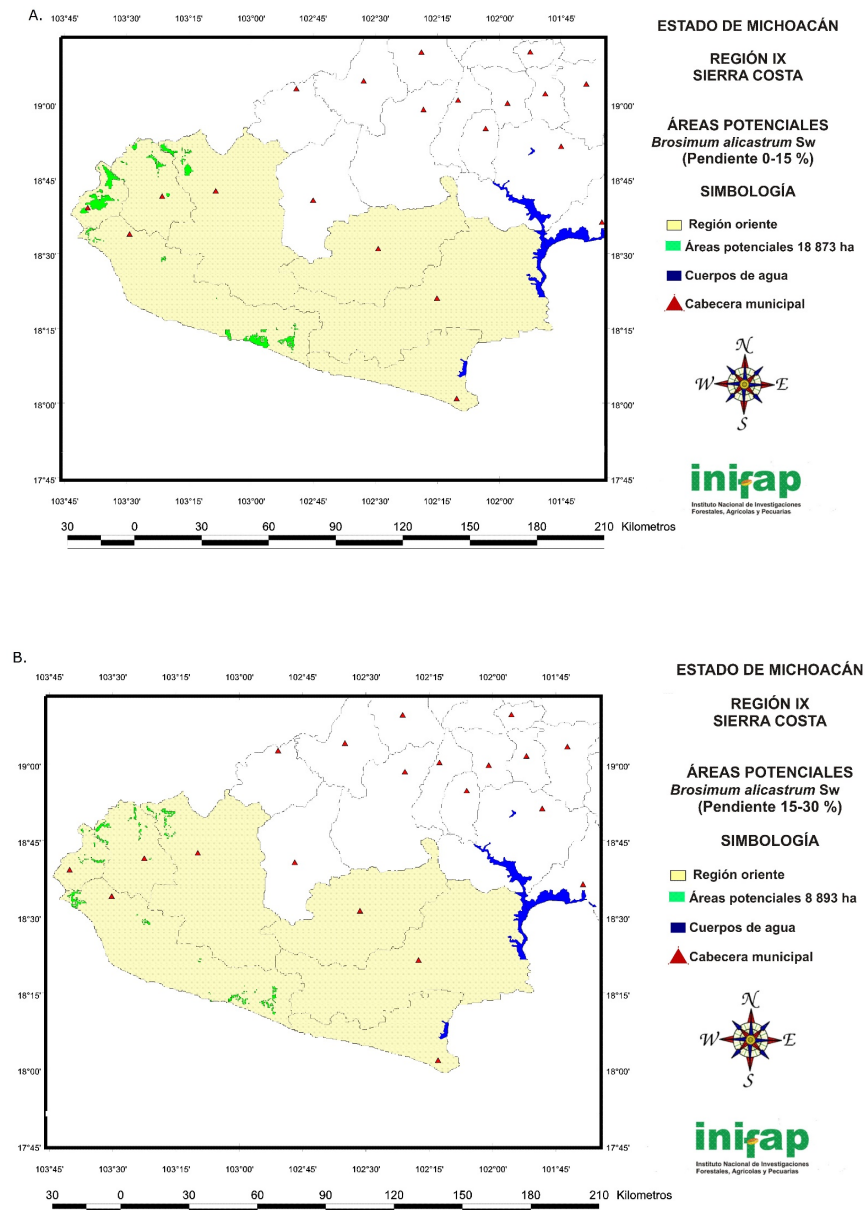 A.
103°45' 103°30' 103°15' 103°00' 102°45' 102°30' 102°15' 102°00' 101°45'
ESTADO DE MICHOACÁN
REGIÓN IX
SIERRA COSTA
ÁREAS POTENCIALES
Brosimum alicastrum Sw
(Pendiente 0-15 %)
SIMBOLOGÍA
Región oriente
Áreas potenciales 18 873 ha
Cuerpos de agua
Cabecera municipal
19°00' 19°00'
18°45' 18°45'
18°30' 18°30'
18°15' 18°15'
18°00' 18°00'
17°45' 17°45'
N
W E
S
inifap
Instituto Nacional de Investigaciones
Forestales, Agrícolas y Pecuarias
103°45' 103°30' 103°15' 103°00' 102°45' 102°30' 102°15' 102°00' 101°45'
30 0 30 60 90 120 150 180 210 Kilometros
B.
103°45' 103°30' 103°15' 103°00' 102°45' 102°30' 102°15' 102°00' 101°45'
ESTADO DE MICHOACÁN
REGIÓN IX
SIERRA COSTA
ÁREAS POTENCIALES
Brosimum alicastrum Sw
(Pendiente 15-30 %)
SIMBOLOGÍA
Región oriente
Áreas potenciales 8 893 ha
Cuerpos de agua
Cabecera municipal
19°00' 19°00'
18°45' 18°45'
18°30' 18°30'
18°15' 18°15'
18°00' 18°00'
17°45' 17°45'
N
W E
S
inifap
Instituto Nacional de Investigaciones
Forestales, Agrícolas y Pecuarias
103°45' 103°30' 103°15' 103°00' 102°45' 102°30' 102°15' 102°00' 101°45'
30 0 30 60 90 120 150 180 210 Kilometros